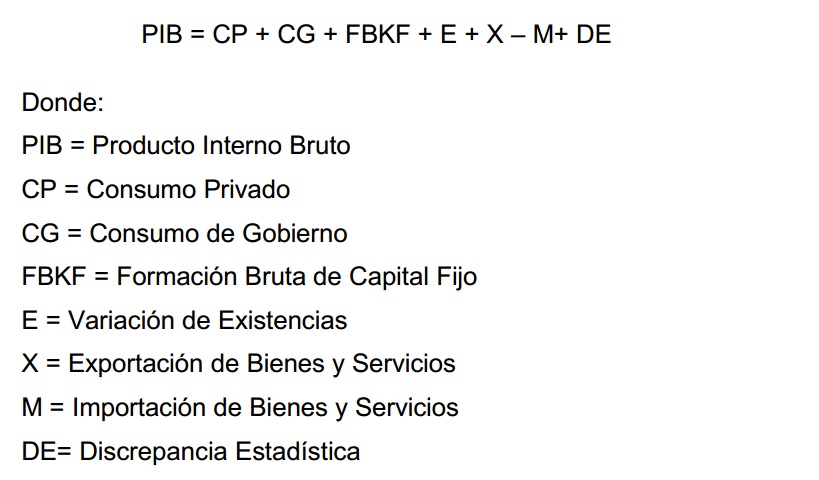 PIB = CP + CG + FBKF + E + X – M+ DE
Donde:
PIB = Producto Interno Bruto
CP = Consumo Privado
CG = Consumo de Gobierno
FBKF = Formación Bruta de Capital Fijo
E = Variación de Existencias
X = Exportación de Bienes y Servicios
M = Importación de Bienes y Servicios
DE= Discrepancia Estadística